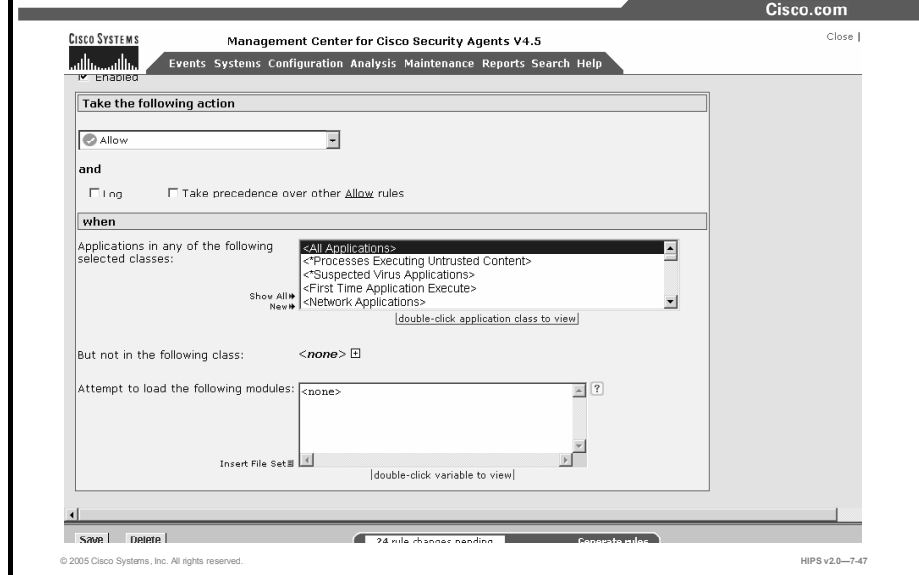 Cisco.com
CISCO SYSTEMS
Management Center for Cisco Security Agents V4.5
Close |
Events Systems Configuration Analysis Maintenance Reports Search Help
Enabled
Take the following action
Allow
and
Log
Take precedence over other Allow rules
when
Applications in any of the following
selected classes:
<All Applications>
<*Processes Executing Untrusted Content>
<*Suspected Virus Applications>
<First Time Application Execute>
<Network Applications>
Show All
New
double-click application class to view
But not in the following class:
<none>
Attempt to load the following modules:
<none>
?
Insert File Set
double-click variable to view
Save
Delete
24 rule changes pending
Generate rules
© 2005 Cisco Systems, Inc. All rights reserved.
HIPS v2.0—7-47